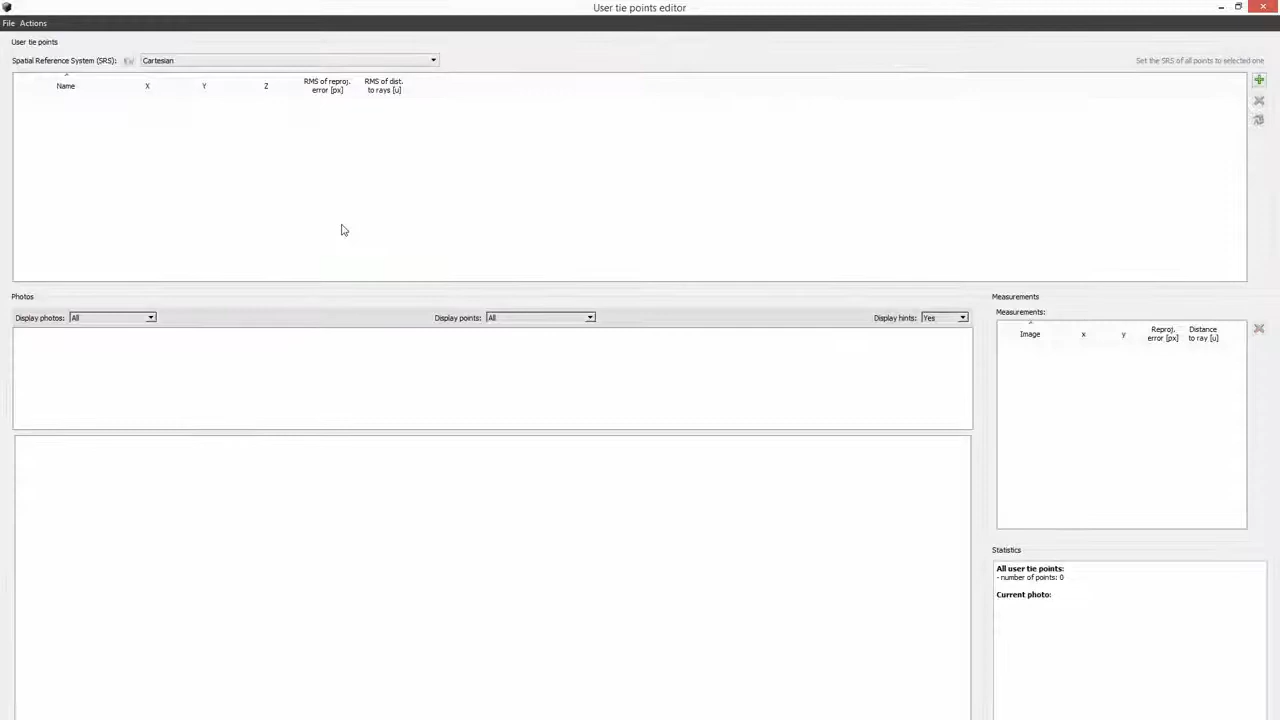 User tie points editor
File Actions
User tie points
Spatial Reference System (SRS): Cartesian
Set the SRS of all points to selected one
Name X Y Z RMS of reproj. error [px] RMS of dist. to rays [u]
Photos
Display photos: All Display points: All Display hints: Yes
Measurements
Measurements:
Image x y Reproj. error [px] Distance to ray [u]
Statistics
All user tie points:
- number of points: 0
Current photo: